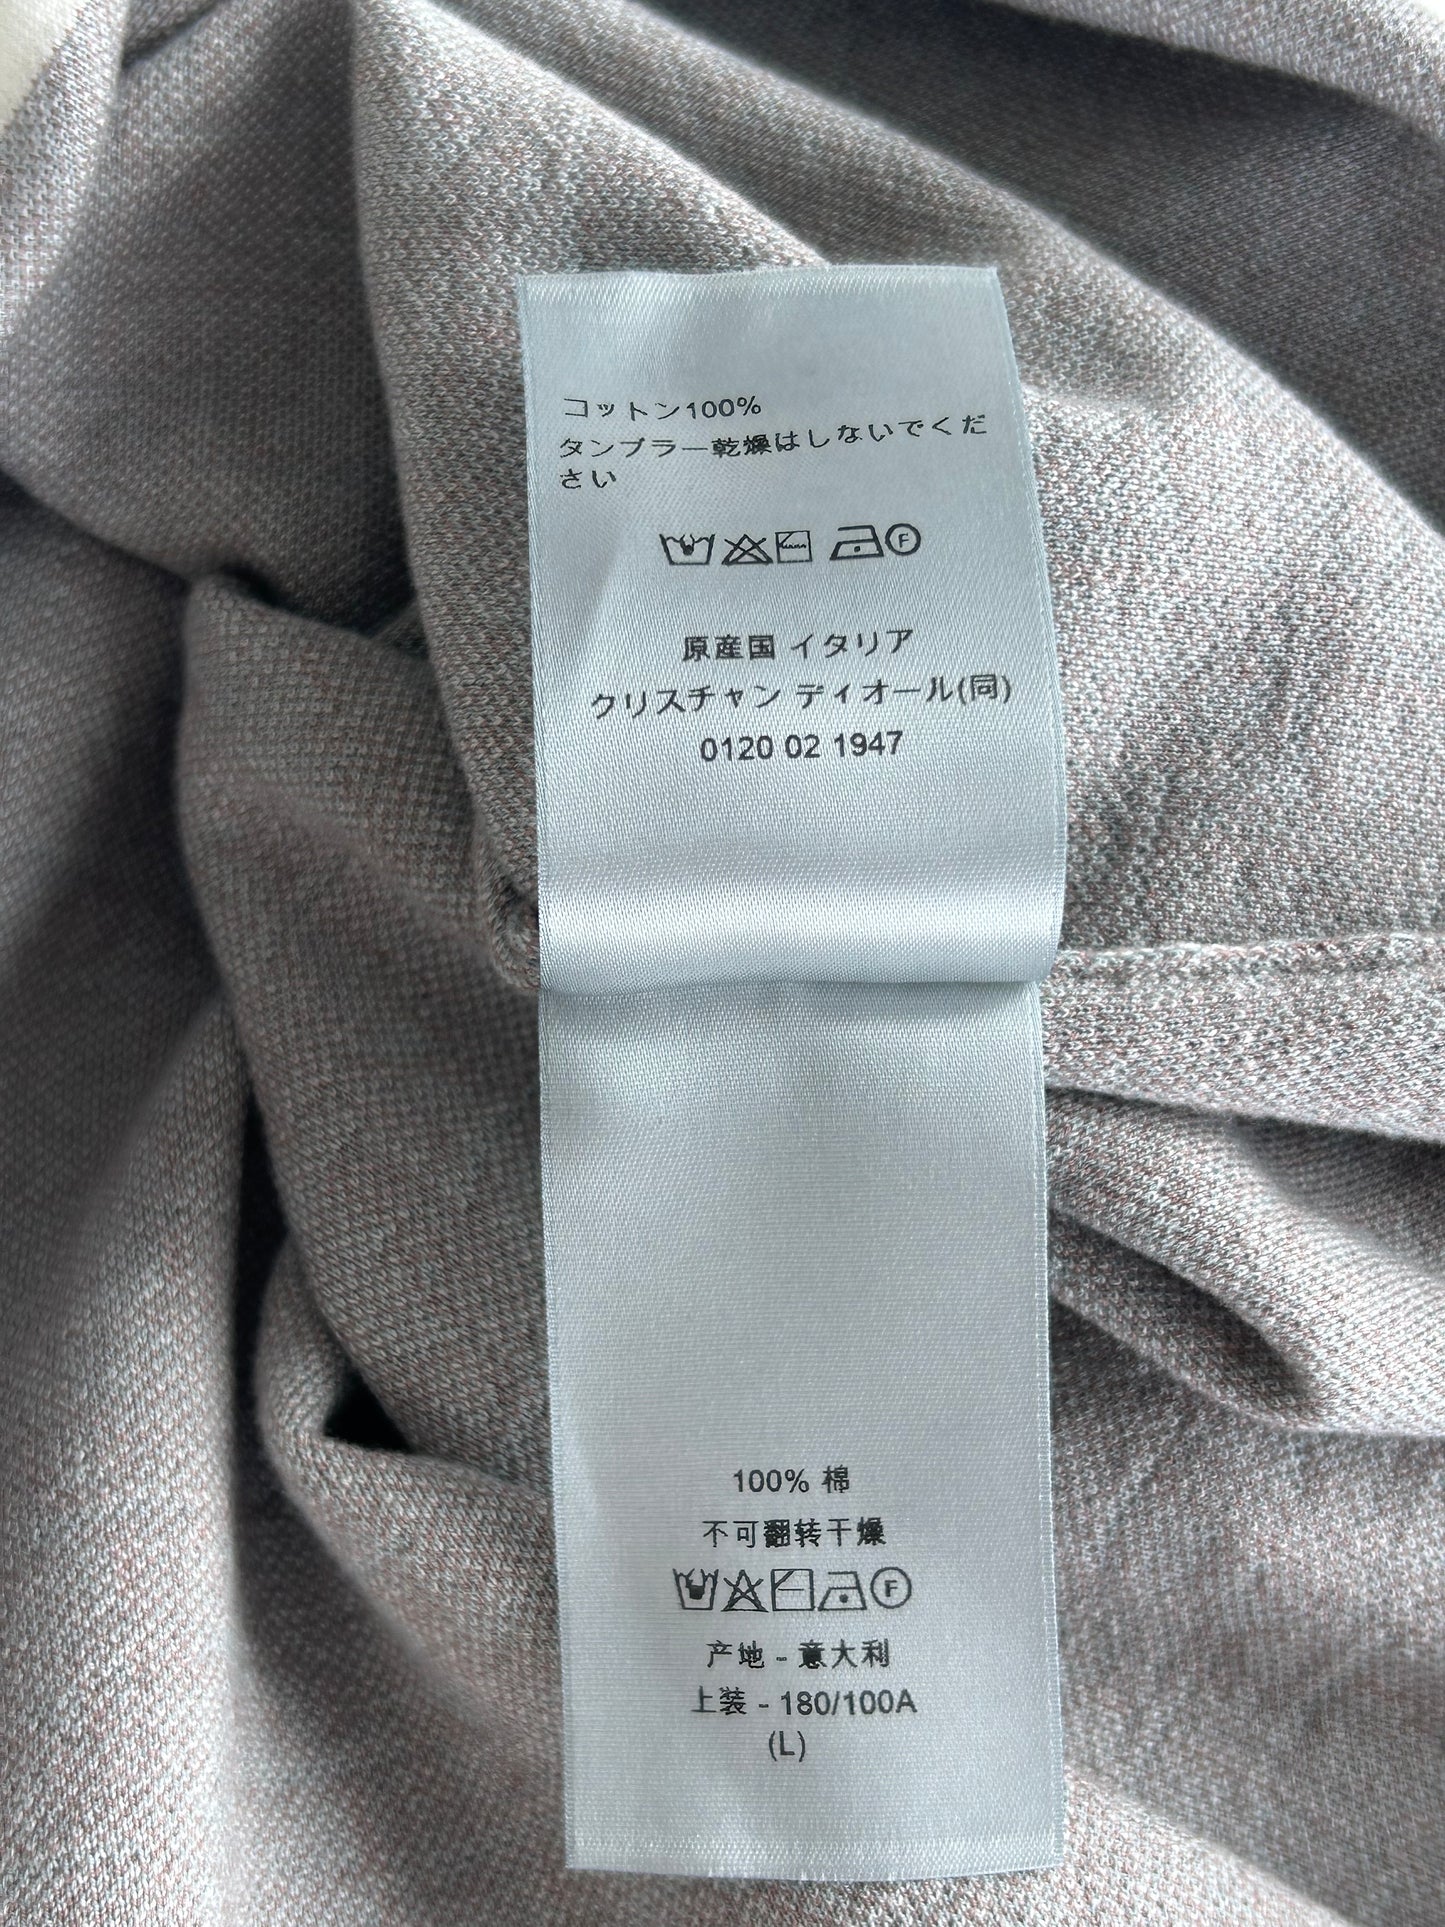 コットン100%
タンブラー乾燥はしないでくだ
さい
F
原産国 イタリア
クリスチャン ディオール(同)
0120 02 1947
100% 棉
不可翻转干燥
F
产地 - 意大利
上装 - 180/100A
(L)